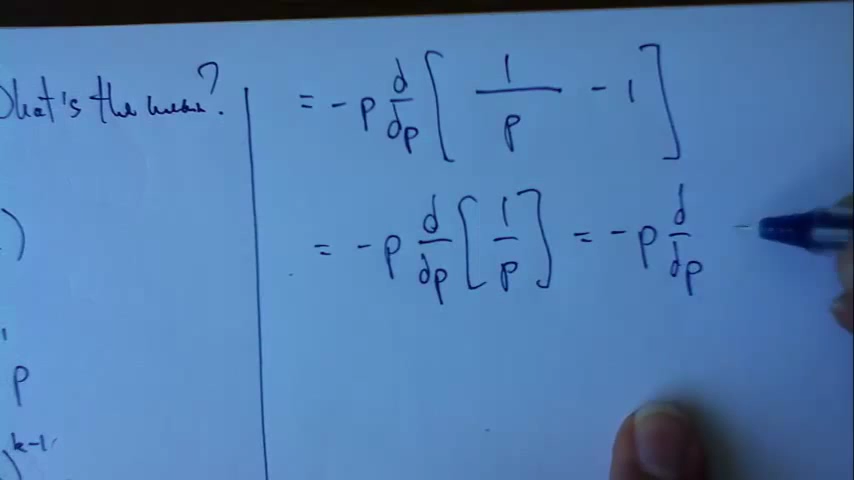 What's the mean?
)
p
)^{k-1}
= -p d/dp [ 1/p - 1 ]
= -p d/dp [ 1/p ] = -p d/dp